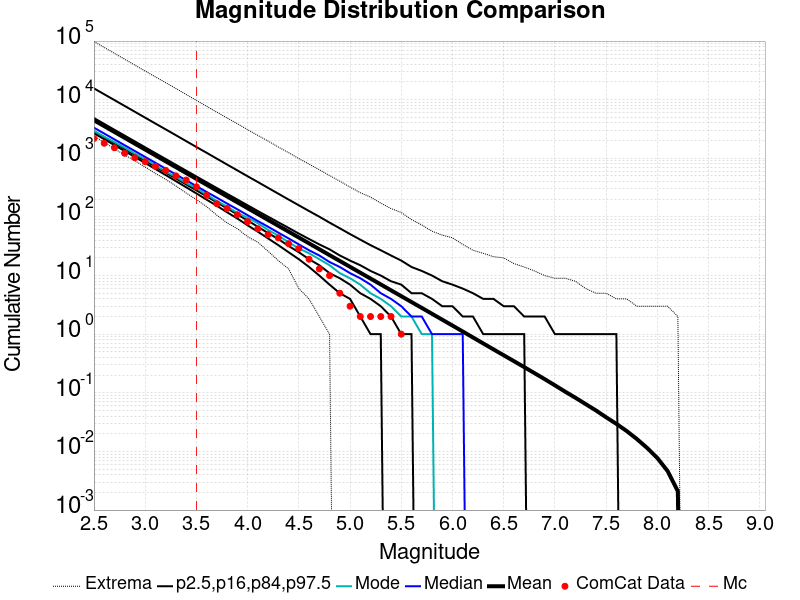 Magnitude Distribution Comparison
10^5
10^4
10^3
10^2
10^1
10^0
10^-1
10^-2
10^-3
Cumulative Number
2.5 3.0 3.5 4.0 4.5 5.0 5.5 6.0 6.5 7.0 7.5 8.0 8.5 9.0
Magnitude
Extrema p2.5,p16,p84,p97.5 Mode Median Mean ComCat Data Mc